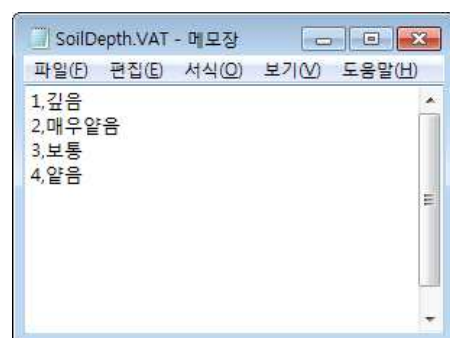 SoilDepth.VAT - 메모장
파일(F) 편집(E) 서식(O) 보기(V) 도움말(H)
1,깊음
2,매우얕음
3,보통
4,얕음